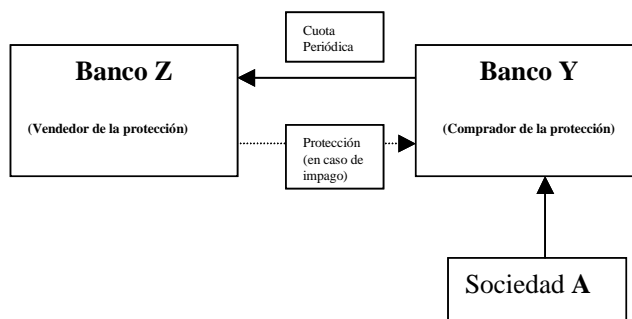 Cuota
Periódica
Banco Z
(Vendedor de la protección)
Banco Y
(Comprador de la protección)
Protección
(en caso de
impago)
Sociedad A